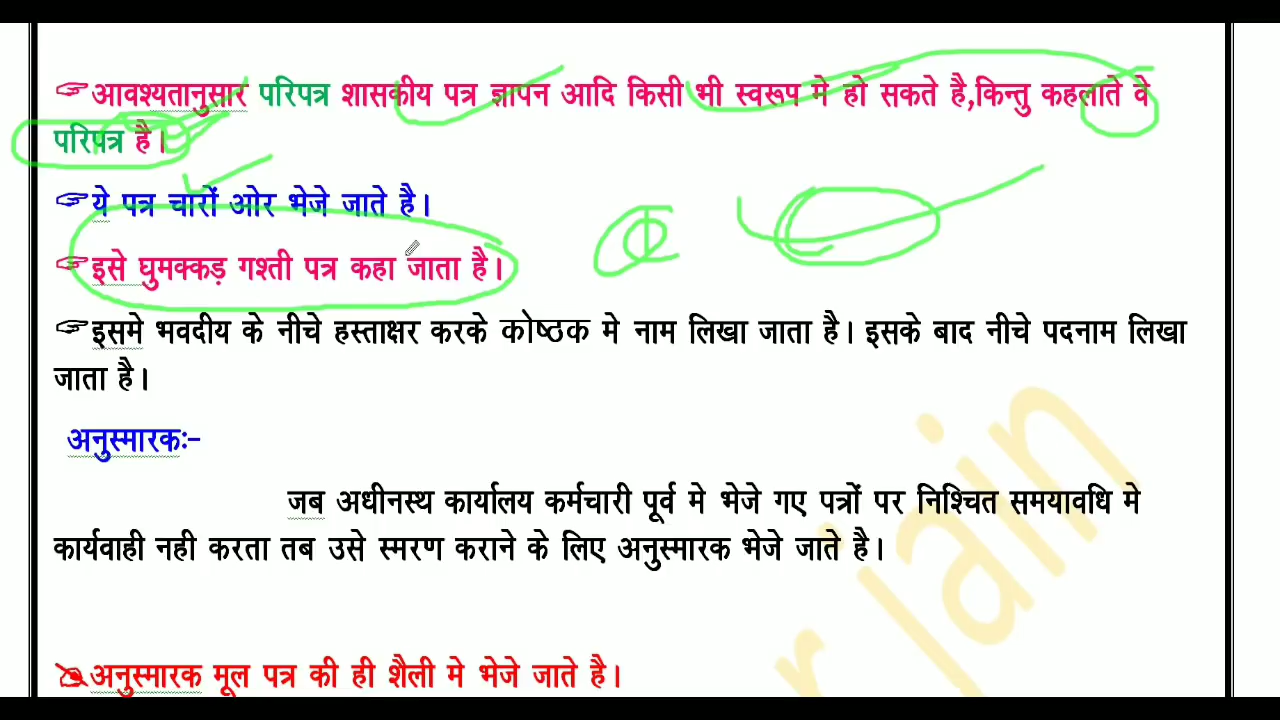 ☞आवश्यतानुसार परिपत्र शासकीय पत्र ज्ञापन आदि किसी भी स्वरूप मे हो सकते है,किन्तु कहलाते वे
परिपत्र है।
☞ये पत्र चारों ओर भेजे जाते है।
☞इसे घुमक्कड़ गश्ती पत्र कहा जाता है।
☞इसमे भवदीय के नीचे हस्ताक्षर करके कोष्ठक मे नाम लिखा जाता है। इसके बाद नीचे पदनाम लिखा
जाता है।
अनुस्मारकः-
जब अधीनस्थ कार्यालय कर्मचारी पूर्व मे भेजे गए पत्रों पर निश्चित समयावधि मे
कार्यवाही नही करता तब उसे स्मरण कराने के लिए अनुस्मारक भेजे जाते है।
अनुस्मारक मूल पत्र की ही शैली मे भेजे जाते है।
r Jain